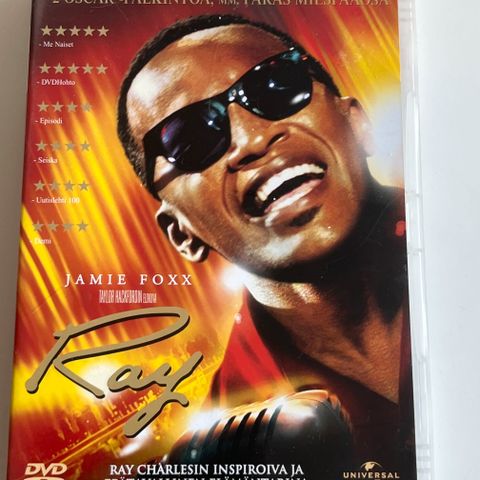 2 OSCAR-PALKINTOA, MM. PARAS MIESPÄÄOSA
- Me Naiset
- DVDHohto
- Episodi
- Seiska
- Uutislehti 100
- Demi
JAMIE FOXX
TAYLOR HACKFORDIN ELOKUVA
Ray
DVD
RAY CHARLESIN INSPIROIVA JA
UNIVERSAL